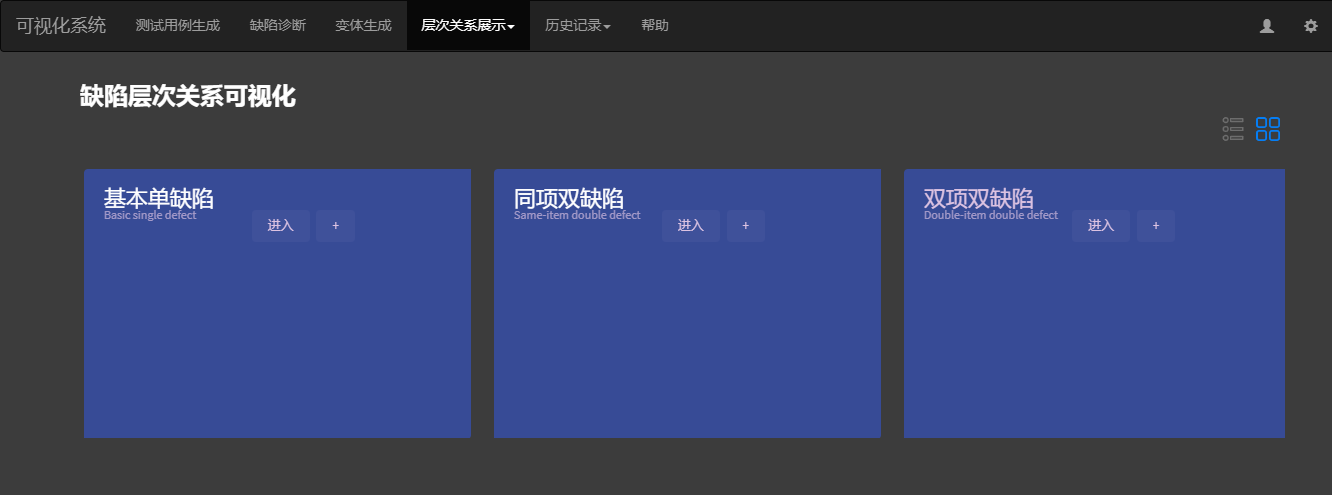 可视化系统 测试用例生成 缺陷诊断 变体生成 层次关系展示 历史记录 帮助
缺陷层次关系可视化
基本单缺陷
Basic single defect
进入 +
同项双缺陷
Same-item double defect
进入 +
双项双缺陷
Double-item double defect
进入 +